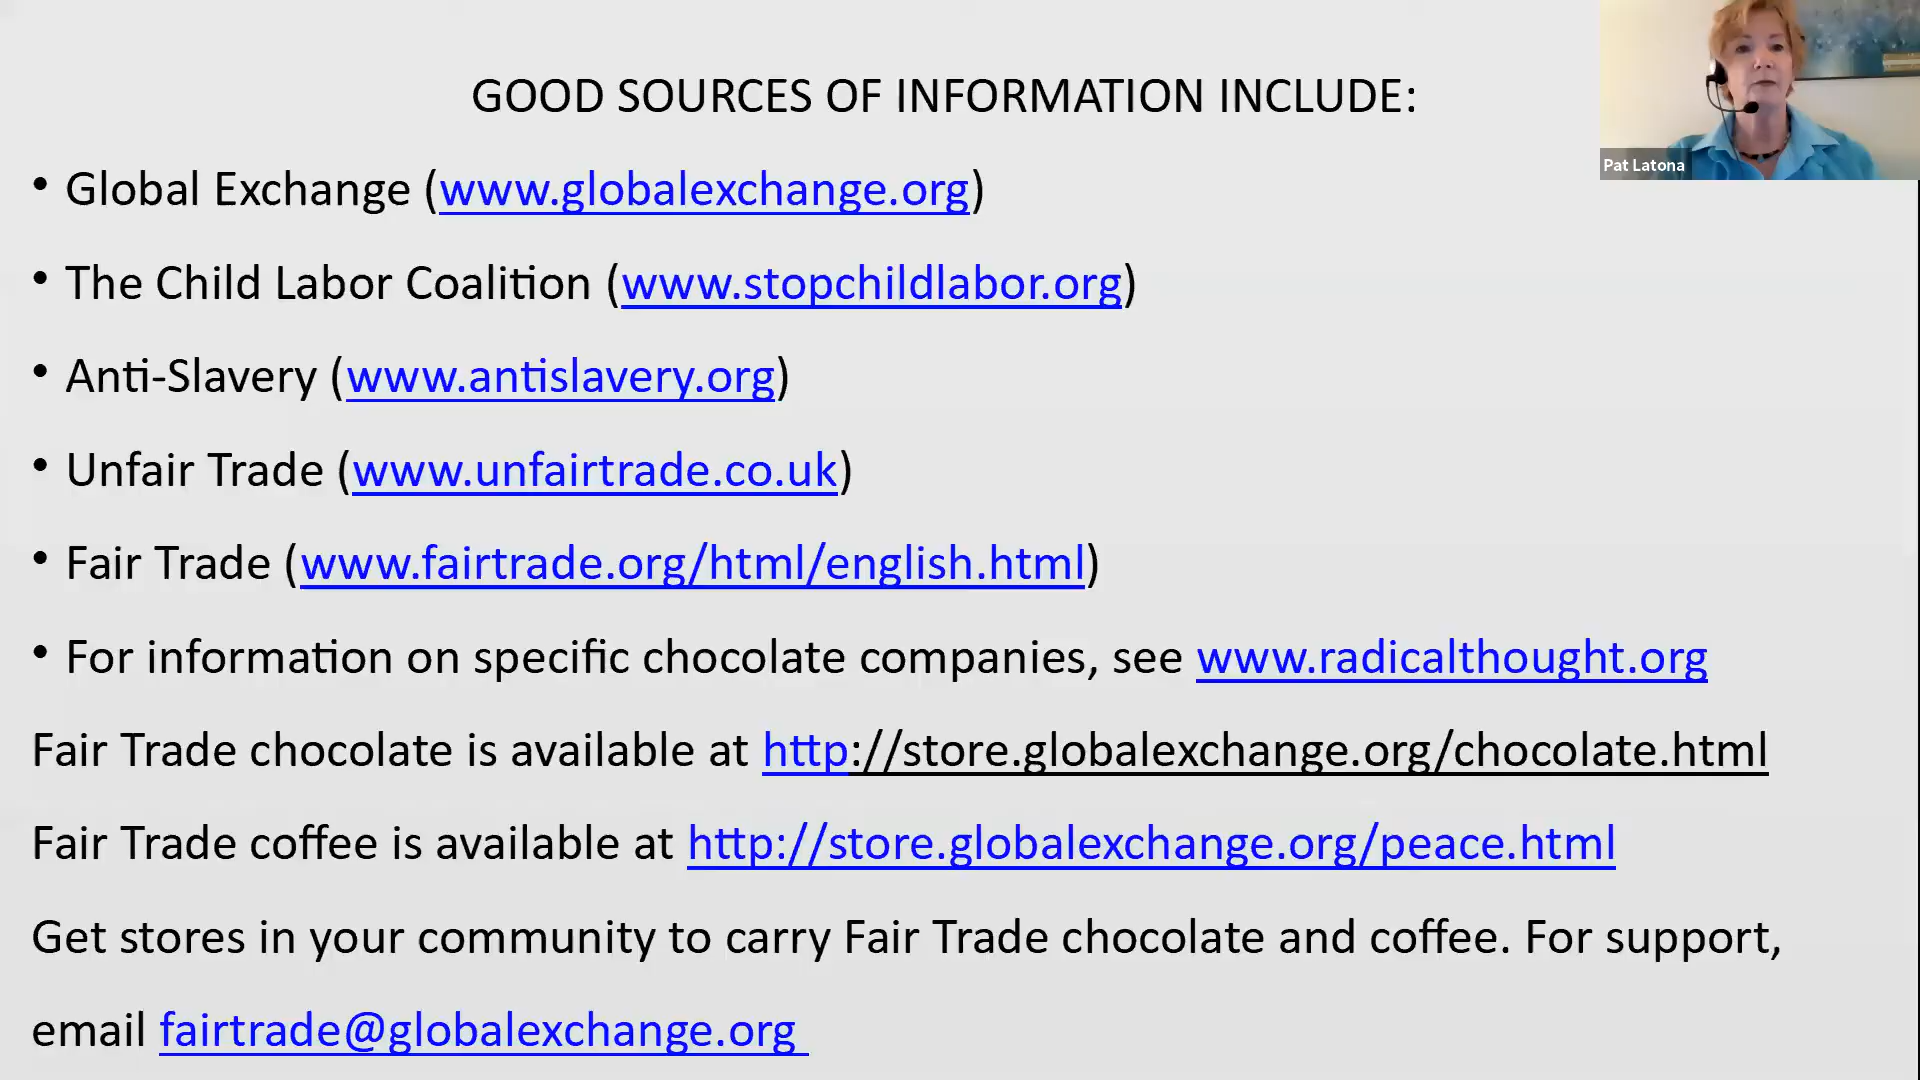 GOOD SOURCES OF INFORMATION INCLUDE:
Pat Latona
• Global Exchange (www.globalexchange.org)
• The Child Labor Coalition (www.stopchildlabor.org)
• Anti-Slavery (www.antislavery.org)
• Unfair Trade (www.unfairtrade.co.uk)
• Fair Trade (www.fairtrade.org/html/english.html)
• For information on specific chocolate companies, see www.radicalthought.org
Fair Trade chocolate is available at http://store.globalexchange.org/chocolate.html
Fair Trade coffee is available at http://store.globalexchange.org/peace.html
Get stores in your community to carry Fair Trade chocolate and coffee. For support,
email fairtrade@globalexchange.org